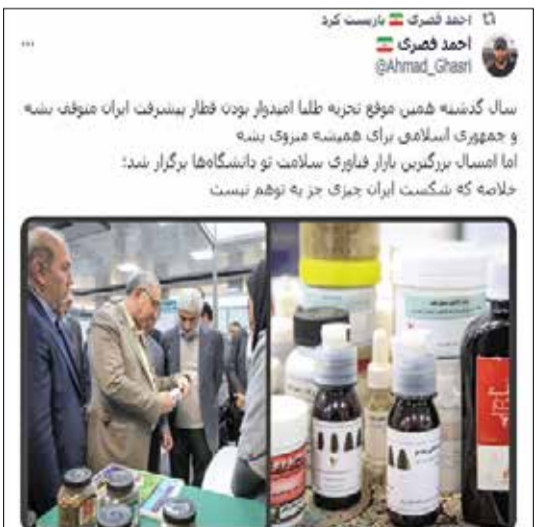 احمد قصری 🇮🇷 بازپست کرد
احمد قصری 🇮🇷
@Ahmad_Ghasri
سال گذشته همین موقع تجزیه طلبا امیدوار بودن قطار پیشرفت ایران متوقف بشه
و جمهوری اسلامی برای همیشه منزوی بشه
اما امسال بزرگترین بازار فناوری سلامت تو دانشگاه‌ها برگزار شد؛
خلاصه که شکست ایران چیزی جز یه توهم نیست